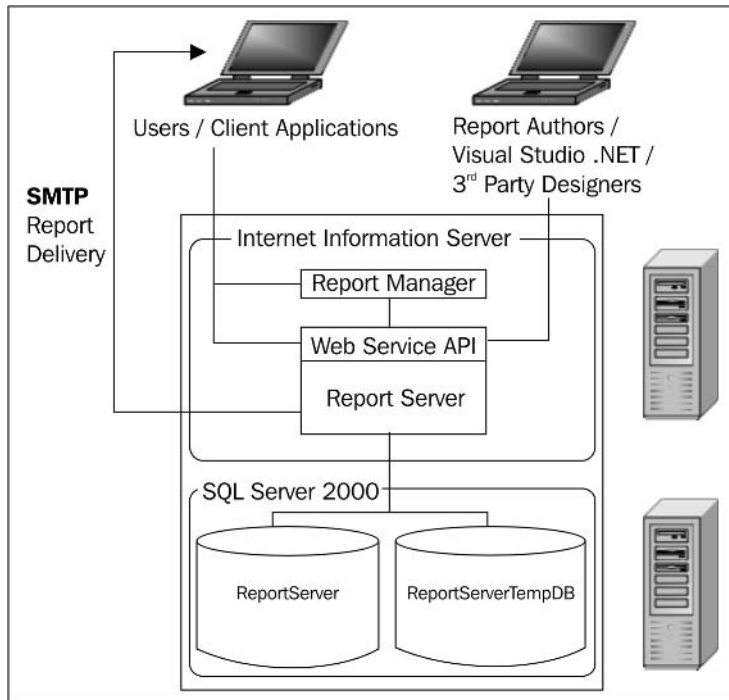 Users / Client Applications
Report Authors /
Visual Studio .NET /
3rd Party Designers
SMTP
Report
Delivery
Internet Information Server
Report Manager
Web Service API
Report Server
SQL Server 2000
ReportServer
ReportServerTempDB